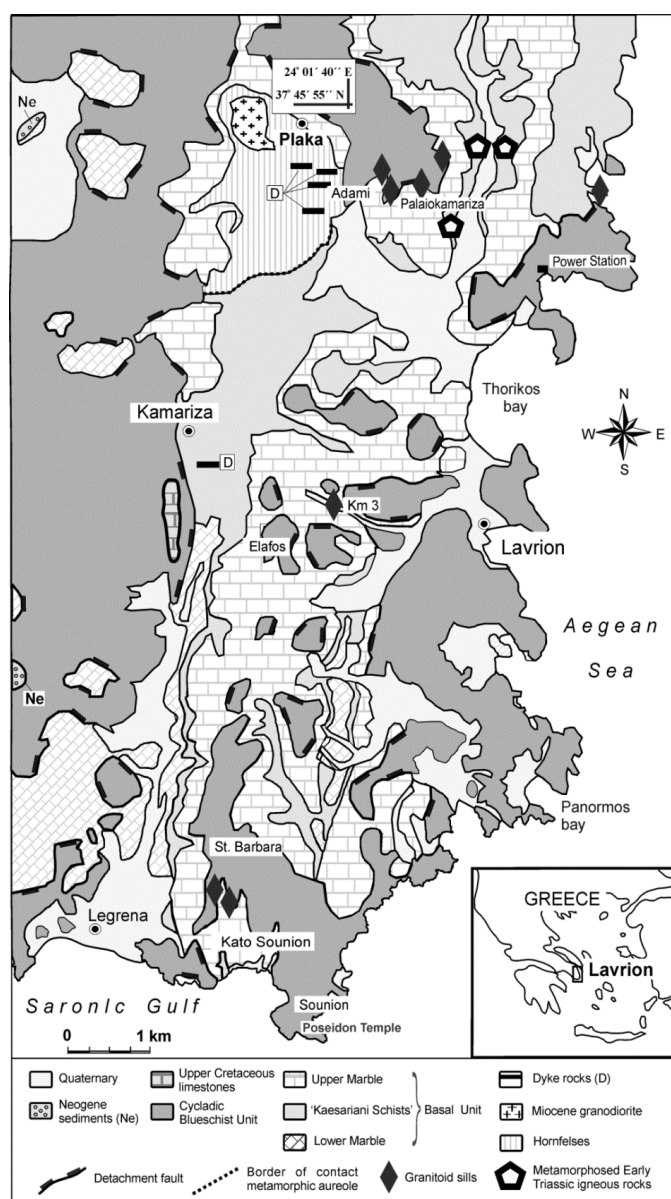 24° 01´ 40´´ E
37° 45´ 55´´ N
Ne
Plaka
D
Adami
Palaiokamariza
Power Station
Thorikos
bay
N
W
E
S
Kamariza
D
Km 3
Elafos
Lavrion
Aegean
Sea
Ne
Panormos
bay
St. Barbara
Legrena
Kato Sounion
GREECE
Lavrion
Saronic Gulf
Sounion
Poseidon Temple
0 1 km
Quaternary
Upper Cretaceous
limestones
Upper Marble
Dyke rocks (D)
Neogene
sediments (Ne)
Cycladic
Blueschist Unit
'Kaesariani Schists'
Basal Unit
Miocene granodiorite
Lower Marble
Hornfelses
Detachment fault
Border of contact
metamorphic aureole
Granitoid sills
Metamorphosed Early
Triassic igneous rocks